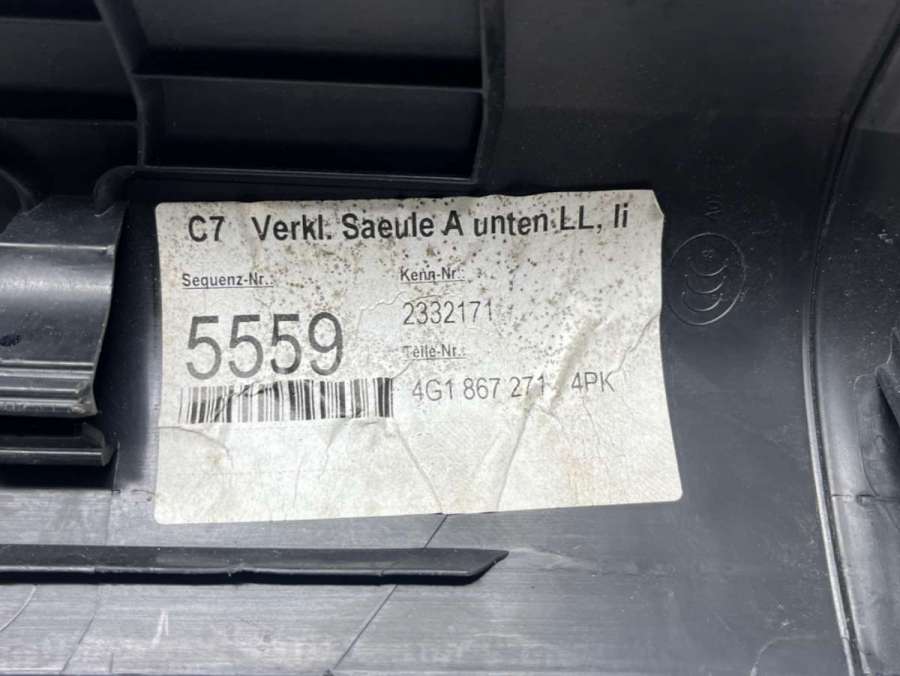 C7 Verkl. Saeule A unten LL, li
Sequenz-Nr.:
Kenn-Nr.:
5559
2332171
Teile-Nr.:
4G1 867 271 4PK